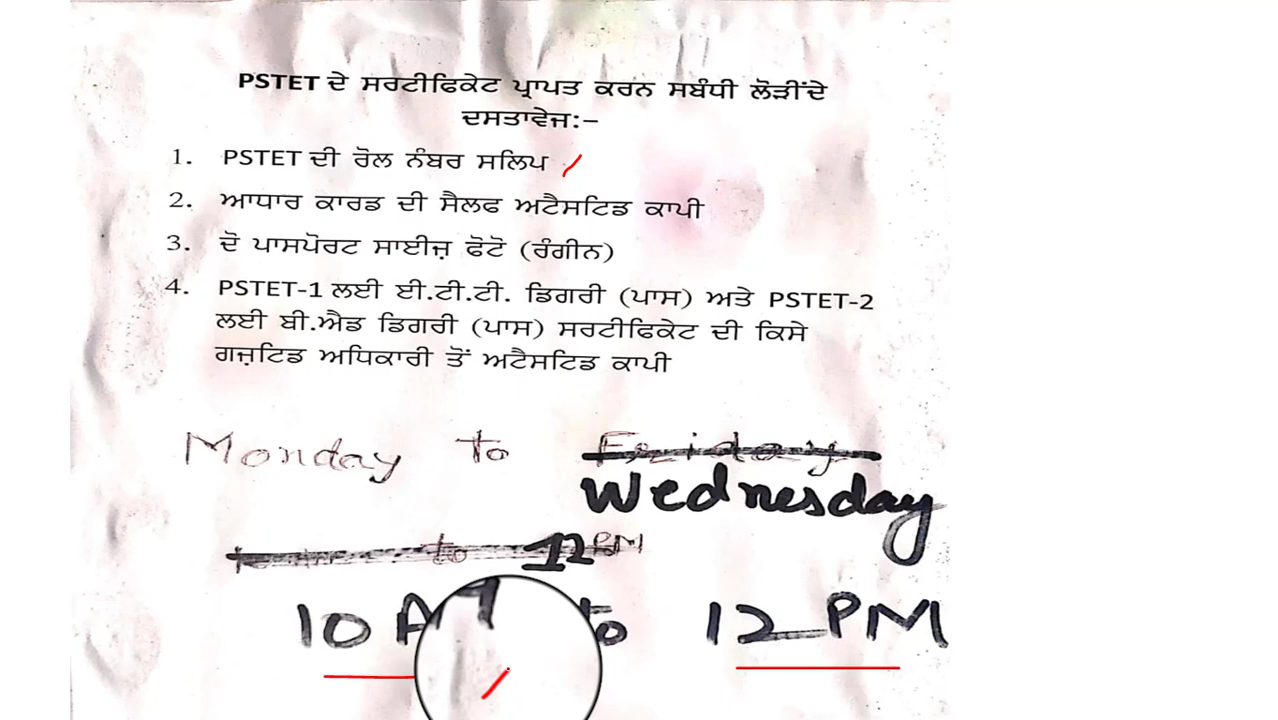 PSTET ਦੇ ਸਰਟੀਫਿਕੇਟ ਪ੍ਰਾਪਤ ਕਰਨ ਸਬੰਧੀ ਲੋੜੀਂਦੇ
ਦਸਤਾਵੇਜ:–
1. PSTET ਦੀ ਰੋਲ ਨੰਬਰ ਸਲਿਪ
2. ਆਧਾਰ ਕਾਰਡ ਦੀ ਸੈਲਫ ਅਟੈਸਟਿਡ ਕਾਪੀ
3. ਦੋ ਪਾਸਪੋਰਟ ਸਾਈਜ਼ ਫੋਟੋ (ਰੰਗੀਨ)
4. PSTET-1 ਲਈ ਈ.ਟੀ.ਟੀ. ਡਿਗਰੀ (ਪਾਸ) ਅਤੇ PSTET-2
ਲਈ ਬੀ.ਐਡ ਡਿਗਰੀ (ਪਾਸ) ਸਰਟੀਫਿਕੇਟ ਦੀ ਕਿਸੇ
ਗਜ਼ਟਿਡ ਅਧਿਕਾਰੀ ਤੋਂ ਅਟੈਸਟਿਡ ਕਾਪੀ
Monday to Friday
Wednesday
to 12 PM
10 to 12 PM